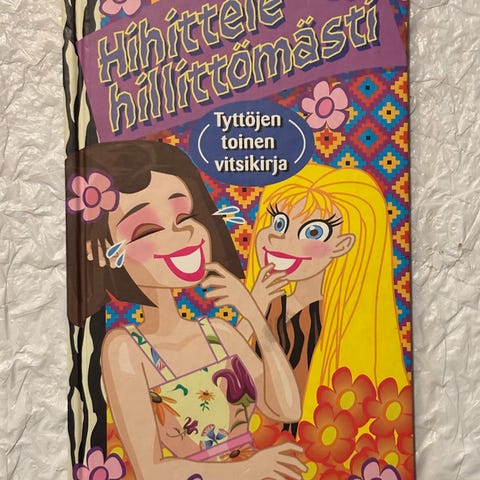 Hihittele
hillittömästi
Tyttöjen
toinen
vitsikirja